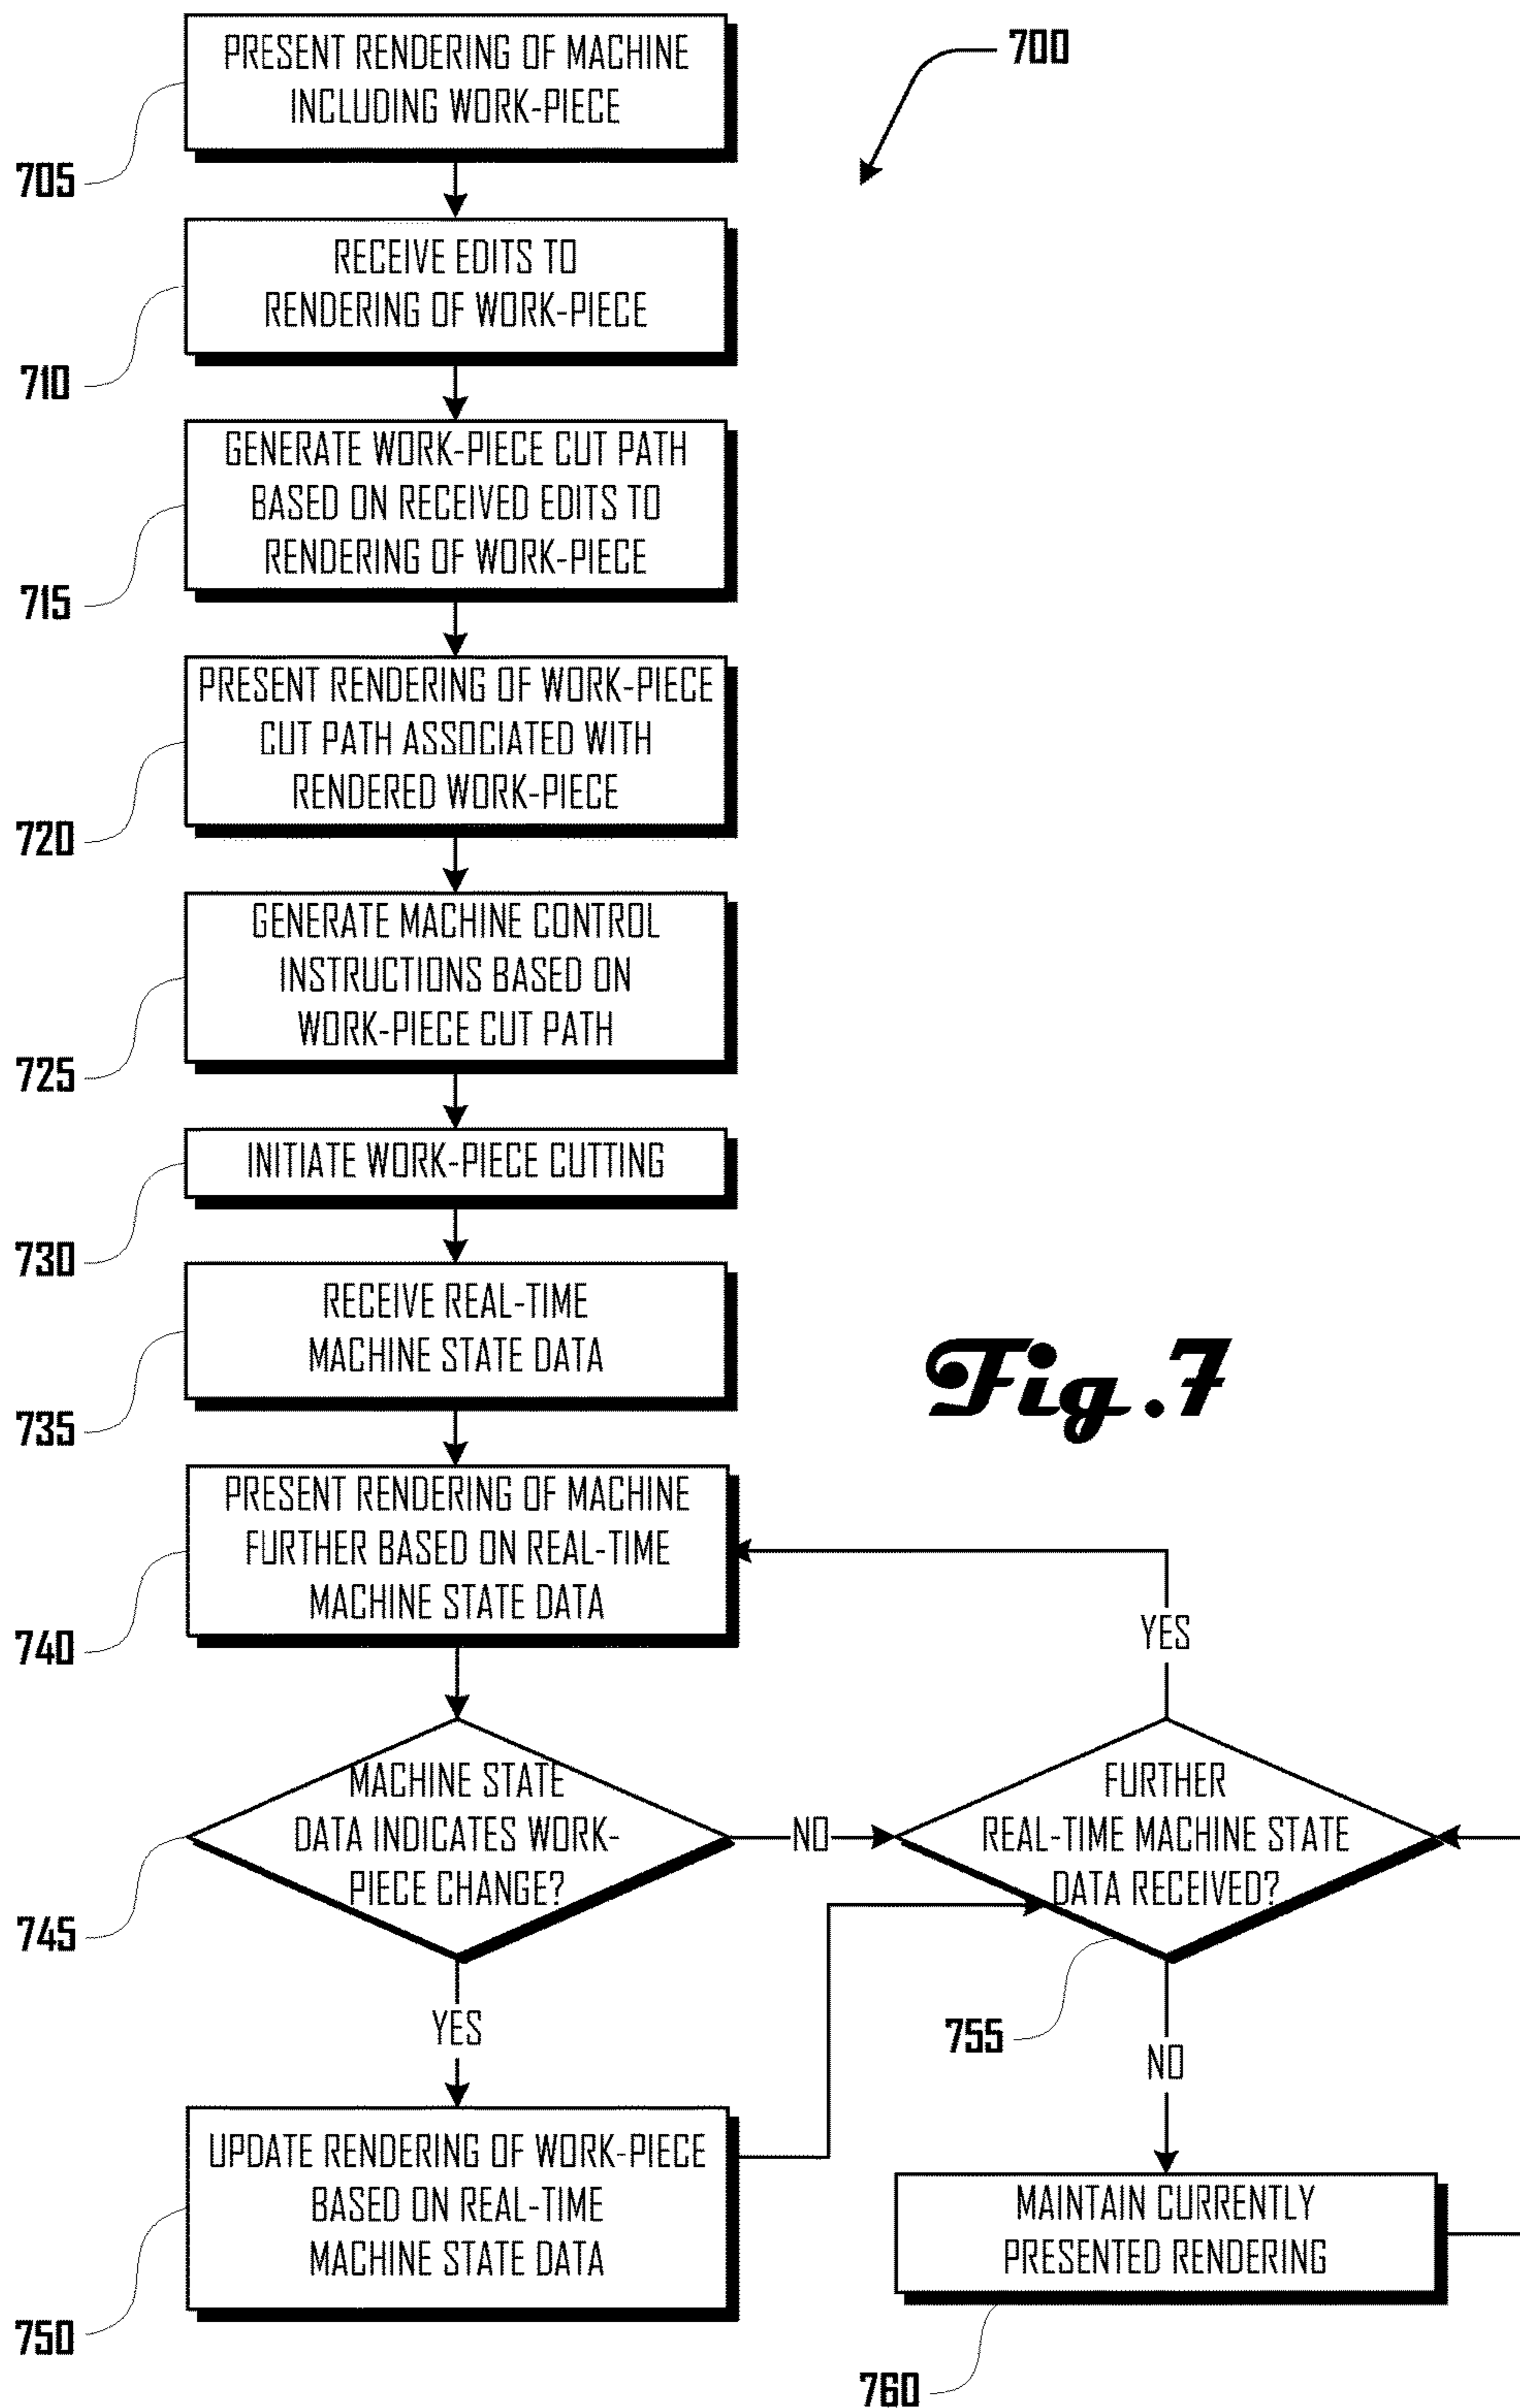 PRESENT RENDERING OF MACHINE
INCLUDING WORK-PIECE
700
705
RECEIVE EDITS TO
RENDERING OF WORK-PIECE
710
GENERATE WORK-PIECE CUT PATH
BASED ON RECEIVED EDITS TO
RENDERING OF WORK-PIECE
715
PRESENT RENDERING OF WORK-PIECE
CUT PATH ASSOCIATED WITH
RENDERED WORK-PIECE
720
GENERATE MACHINE CONTROL
INSTRUCTIONS BASED ON
WORK-PIECE CUT PATH
725
INITIATE WORK-PIECE CUTTING
730
RECEIVE REAL-TIME
MACHINE STATE DATA
735
Fig.7
PRESENT RENDERING OF MACHINE
FURTHER BASED ON REAL-TIME
MACHINE STATE DATA
740
YES
MACHINE STATE
DATA INDICATES WORK-
PIECE CHANGE?
745
NO
FURTHER
REAL-TIME MACHINE STATE
DATA RECEIVED?
755
YES
NO
UPDATE RENDERING OF WORK-PIECE
BASED ON REAL-TIME
MACHINE STATE DATA
750
MAINTAIN CURRENTLY
PRESENTED RENDERING
760